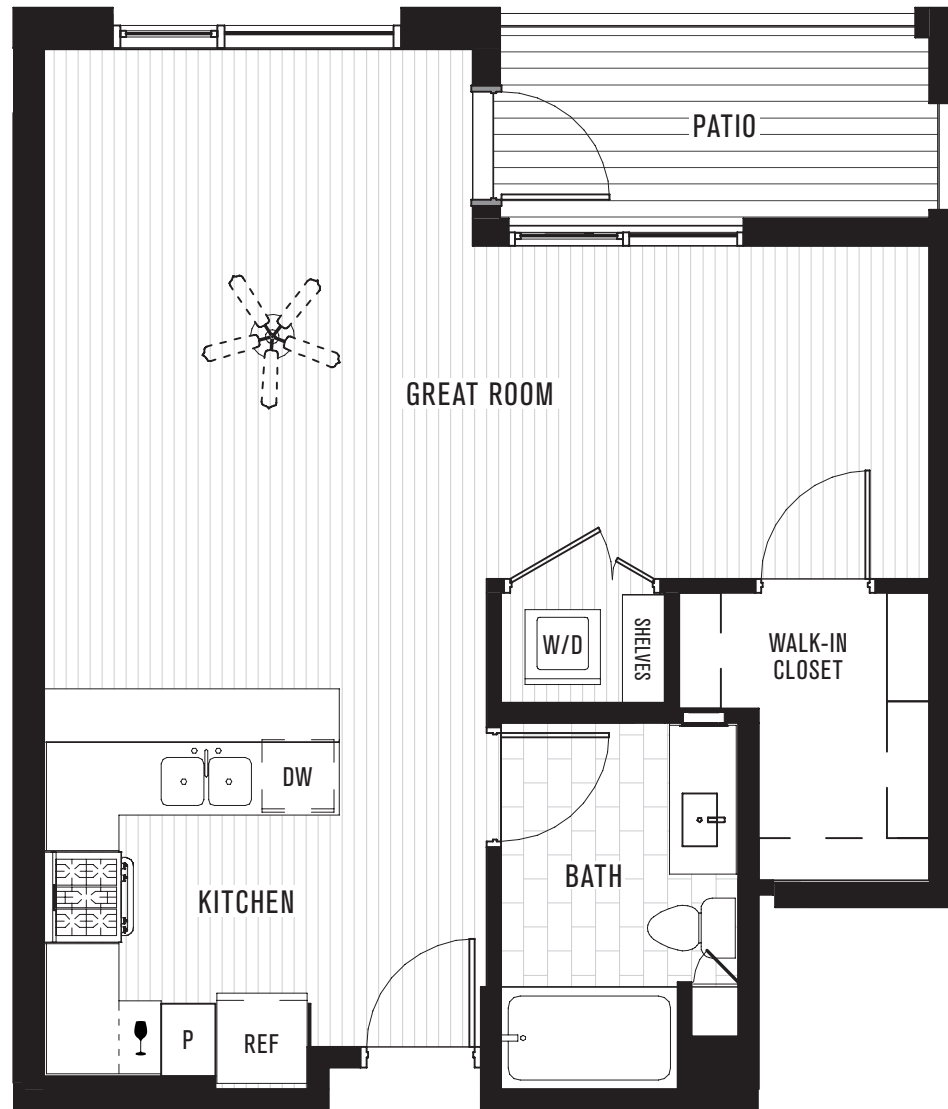 PATIO
GREAT ROOM
W/D
SHELVES
WALK-IN
CLOSET
DW
BATH
KITCHEN
P
REF